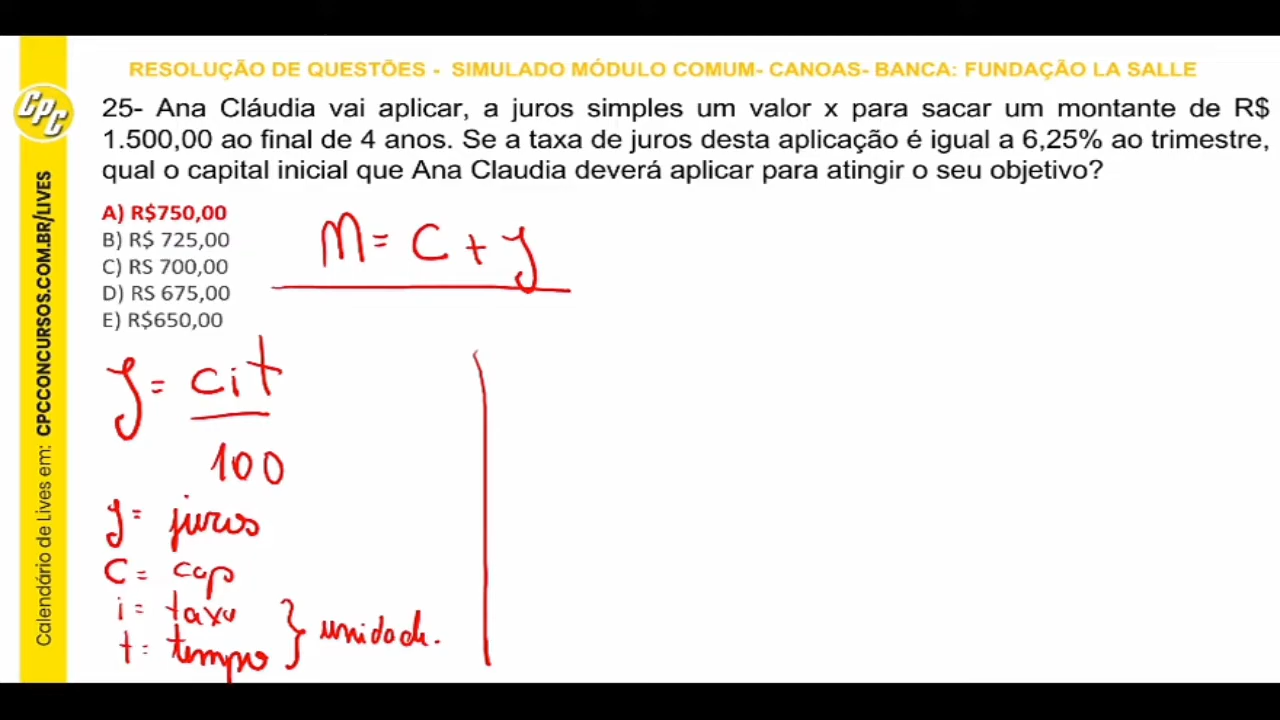 RESOLUÇÃO DE QUESTÕES - SIMULADO MÓDULO COMUM- CANOAS- BANCA: FUNDAÇÃO LA SALLE
CPC
25- Ana Cláudia vai aplicar, a juros simples um valor x para sacar um montante de R$
1.500,00 ao final de 4 anos. Se a taxa de juros desta aplicação é igual a 6,25% ao trimestre,
qual o capital inicial que Ana Claudia deverá aplicar para atingir o seu objetivo?
A) R$750,00
B) R$ 725,00
C) RS 700,00
D) RS 675,00
E) R$650,00
M = C + J
J = cit
100
J = juros
C = cap
i = taxa
t = tempo } unidade.
Calendário de Lives em: CPCCONCURSOS.COM.BR/LIVES